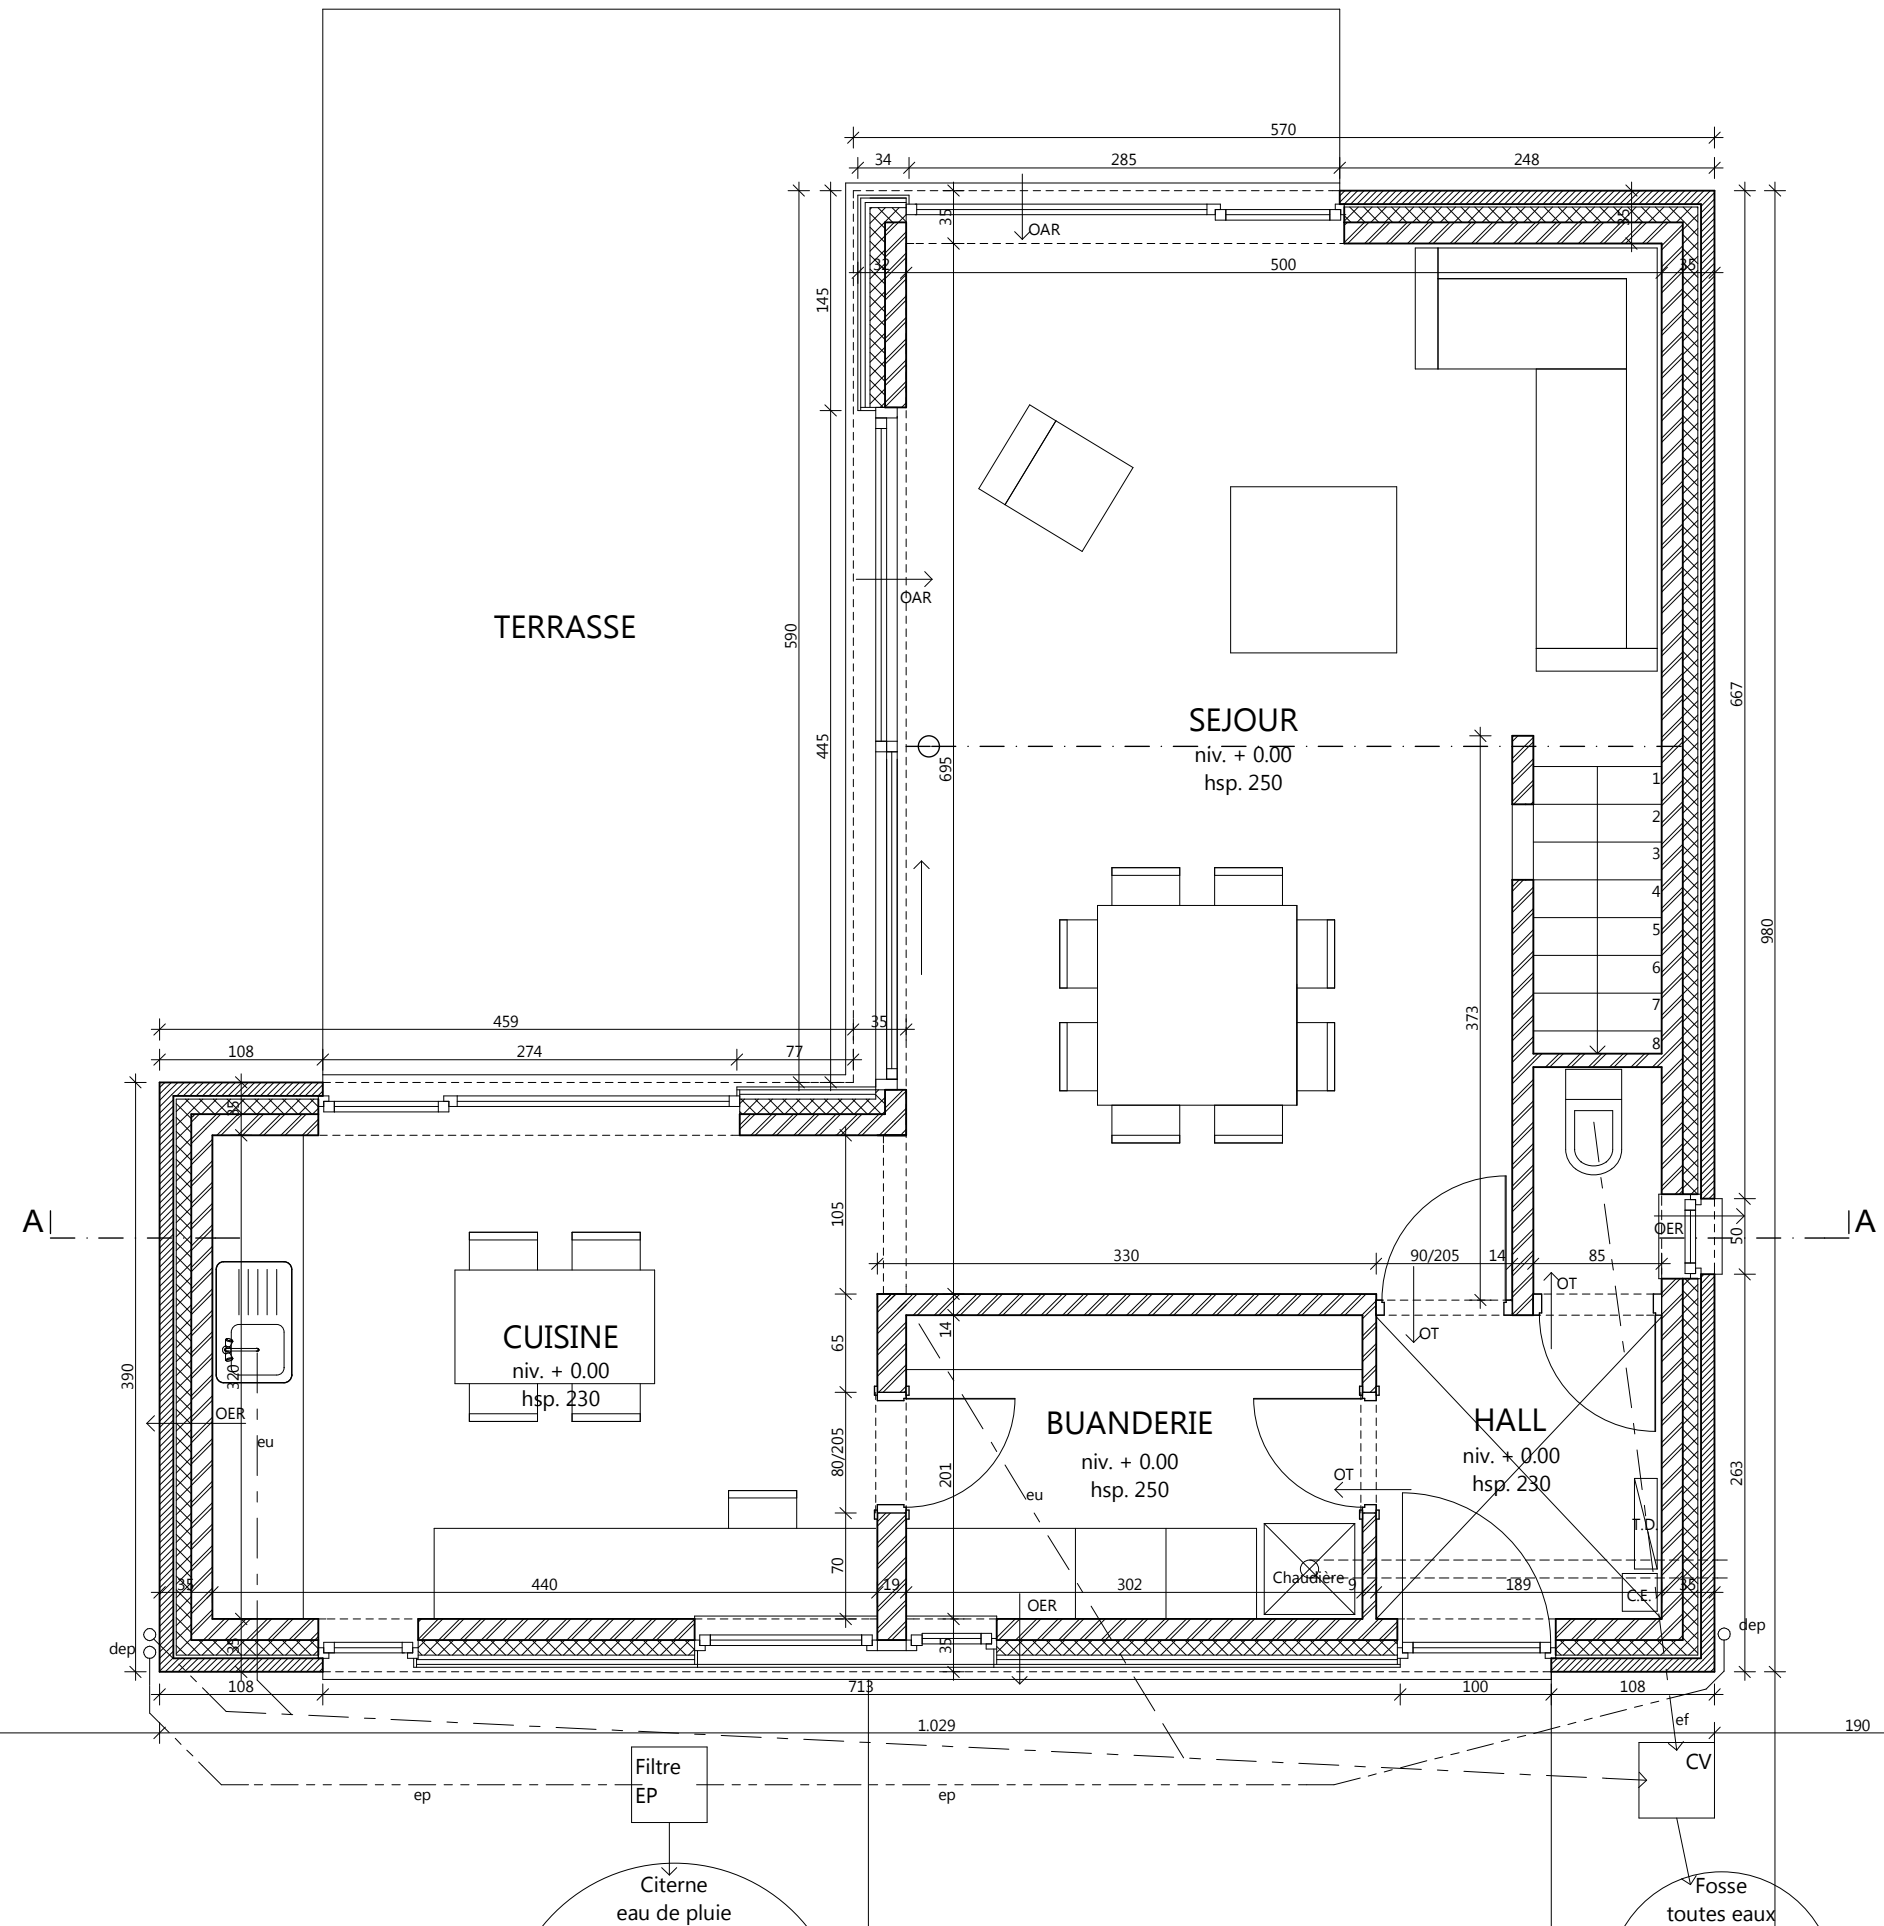 570
34 285 248
35 35
OAR
32 500 35
145
OAR
TERRASSE
590
667
SEJOUR
niv. + 0.00
hsp. 250
445
695
1
2
3
4
5
6
7
8
980
373
459 35
108 274 77
35
105
A
A
OER
50
330 90/205 14 85
OT
OT
14
CUISINE
niv. + 0.00
hsp. 230
65
390
320
OER
eu
BUANDERIE
niv. + 0.00
hsp. 250
HALL
niv. + 0.00
hsp. 230
80/205
201
OT
eu
263
T.D.
70
Chaudière
35 440 19 302 9 189 35
C.E.
OER
dep
dep
35
35
108 713 100 108
ef
1.029
190
Filtre
EP
CV
ep
ep
Citerne
eau de pluie
Fosse
toutes eaux